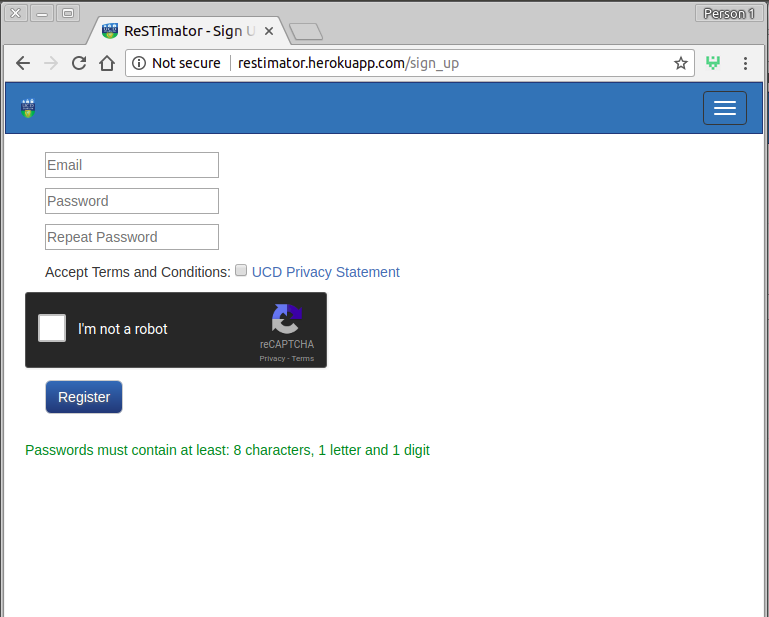 Person 1
ReSTimator - Sign U
Not secure restimator.herokuapp.com/sign_up
Email
Password
Repeat Password
Accept Terms and Conditions: UCD Privacy Statement
I'm not a robot
reCAPTCHA
Privacy - Terms
Register
Passwords must contain at least: 8 characters, 1 letter and 1 digit